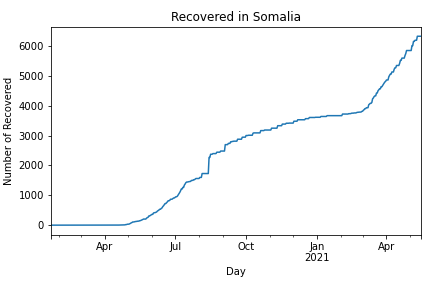 Recovered in Somalia
Number of Recovered
6000
5000
4000
3000
2000
1000
0
Apr
Jul
Oct
Jan
2021
Apr
Day